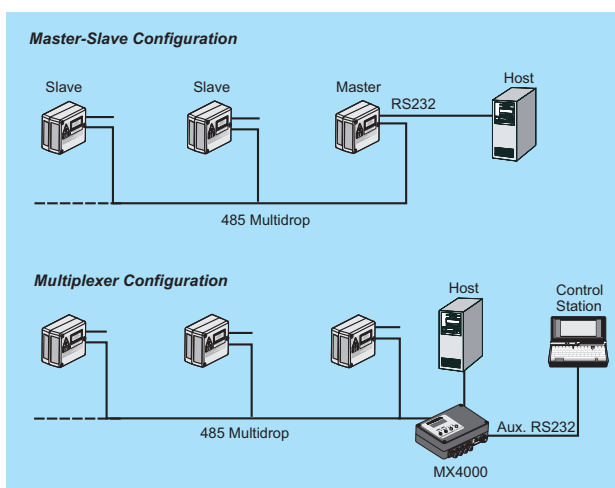 Master-Slave Configuration
Slave
Slave
Master
Host
RS232
485 Multidrop
Multiplexer Configuration
Host
Control
Station
485 Multidrop
Aux. RS232
MX4000